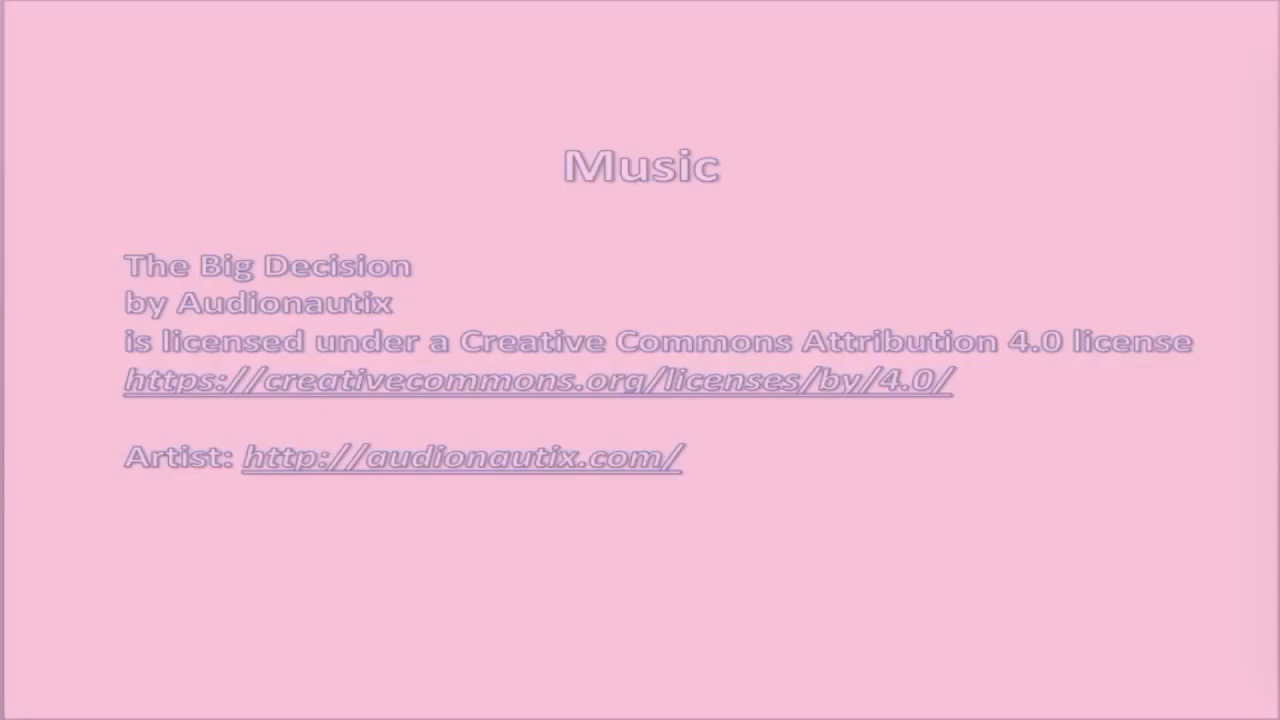 Music
The Big Decision
by Audionautix
is licensed under a Creative Commons Attribution 4.0 license
https://creativecommons.org/licenses/by/4.0/
Artist: http://audionautix.com/